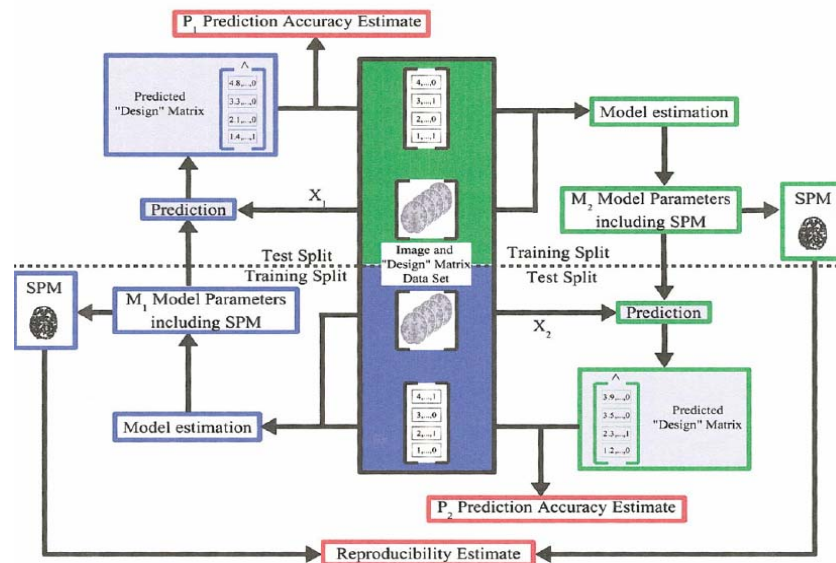 P1 Prediction Accuracy Estimate
^
Predicted
"Design" Matrix
4.8,...,0
3.3,...,0
2.1,...,0
1.4,...,1
4,...,0
3,...,1
2,...,0
1,...,1
Model estimation
Prediction
X1
M2 Model Parameters
including SPM
SPM
Image and
"Design" Matrix
Data Set
Test Split
Training Split
Training Split
Test Split
SPM
M1 Model Parameters
including SPM
X2
Prediction
Model estimation
4,...,1
3,...,0
2,...,1
1,...,0
^
3.9,...,0
3.5,...,0
2.3,...,1
1.2,...,0
Predicted
"Design" Matrix
P2 Prediction Accuracy Estimate
Reproducibility Estimate